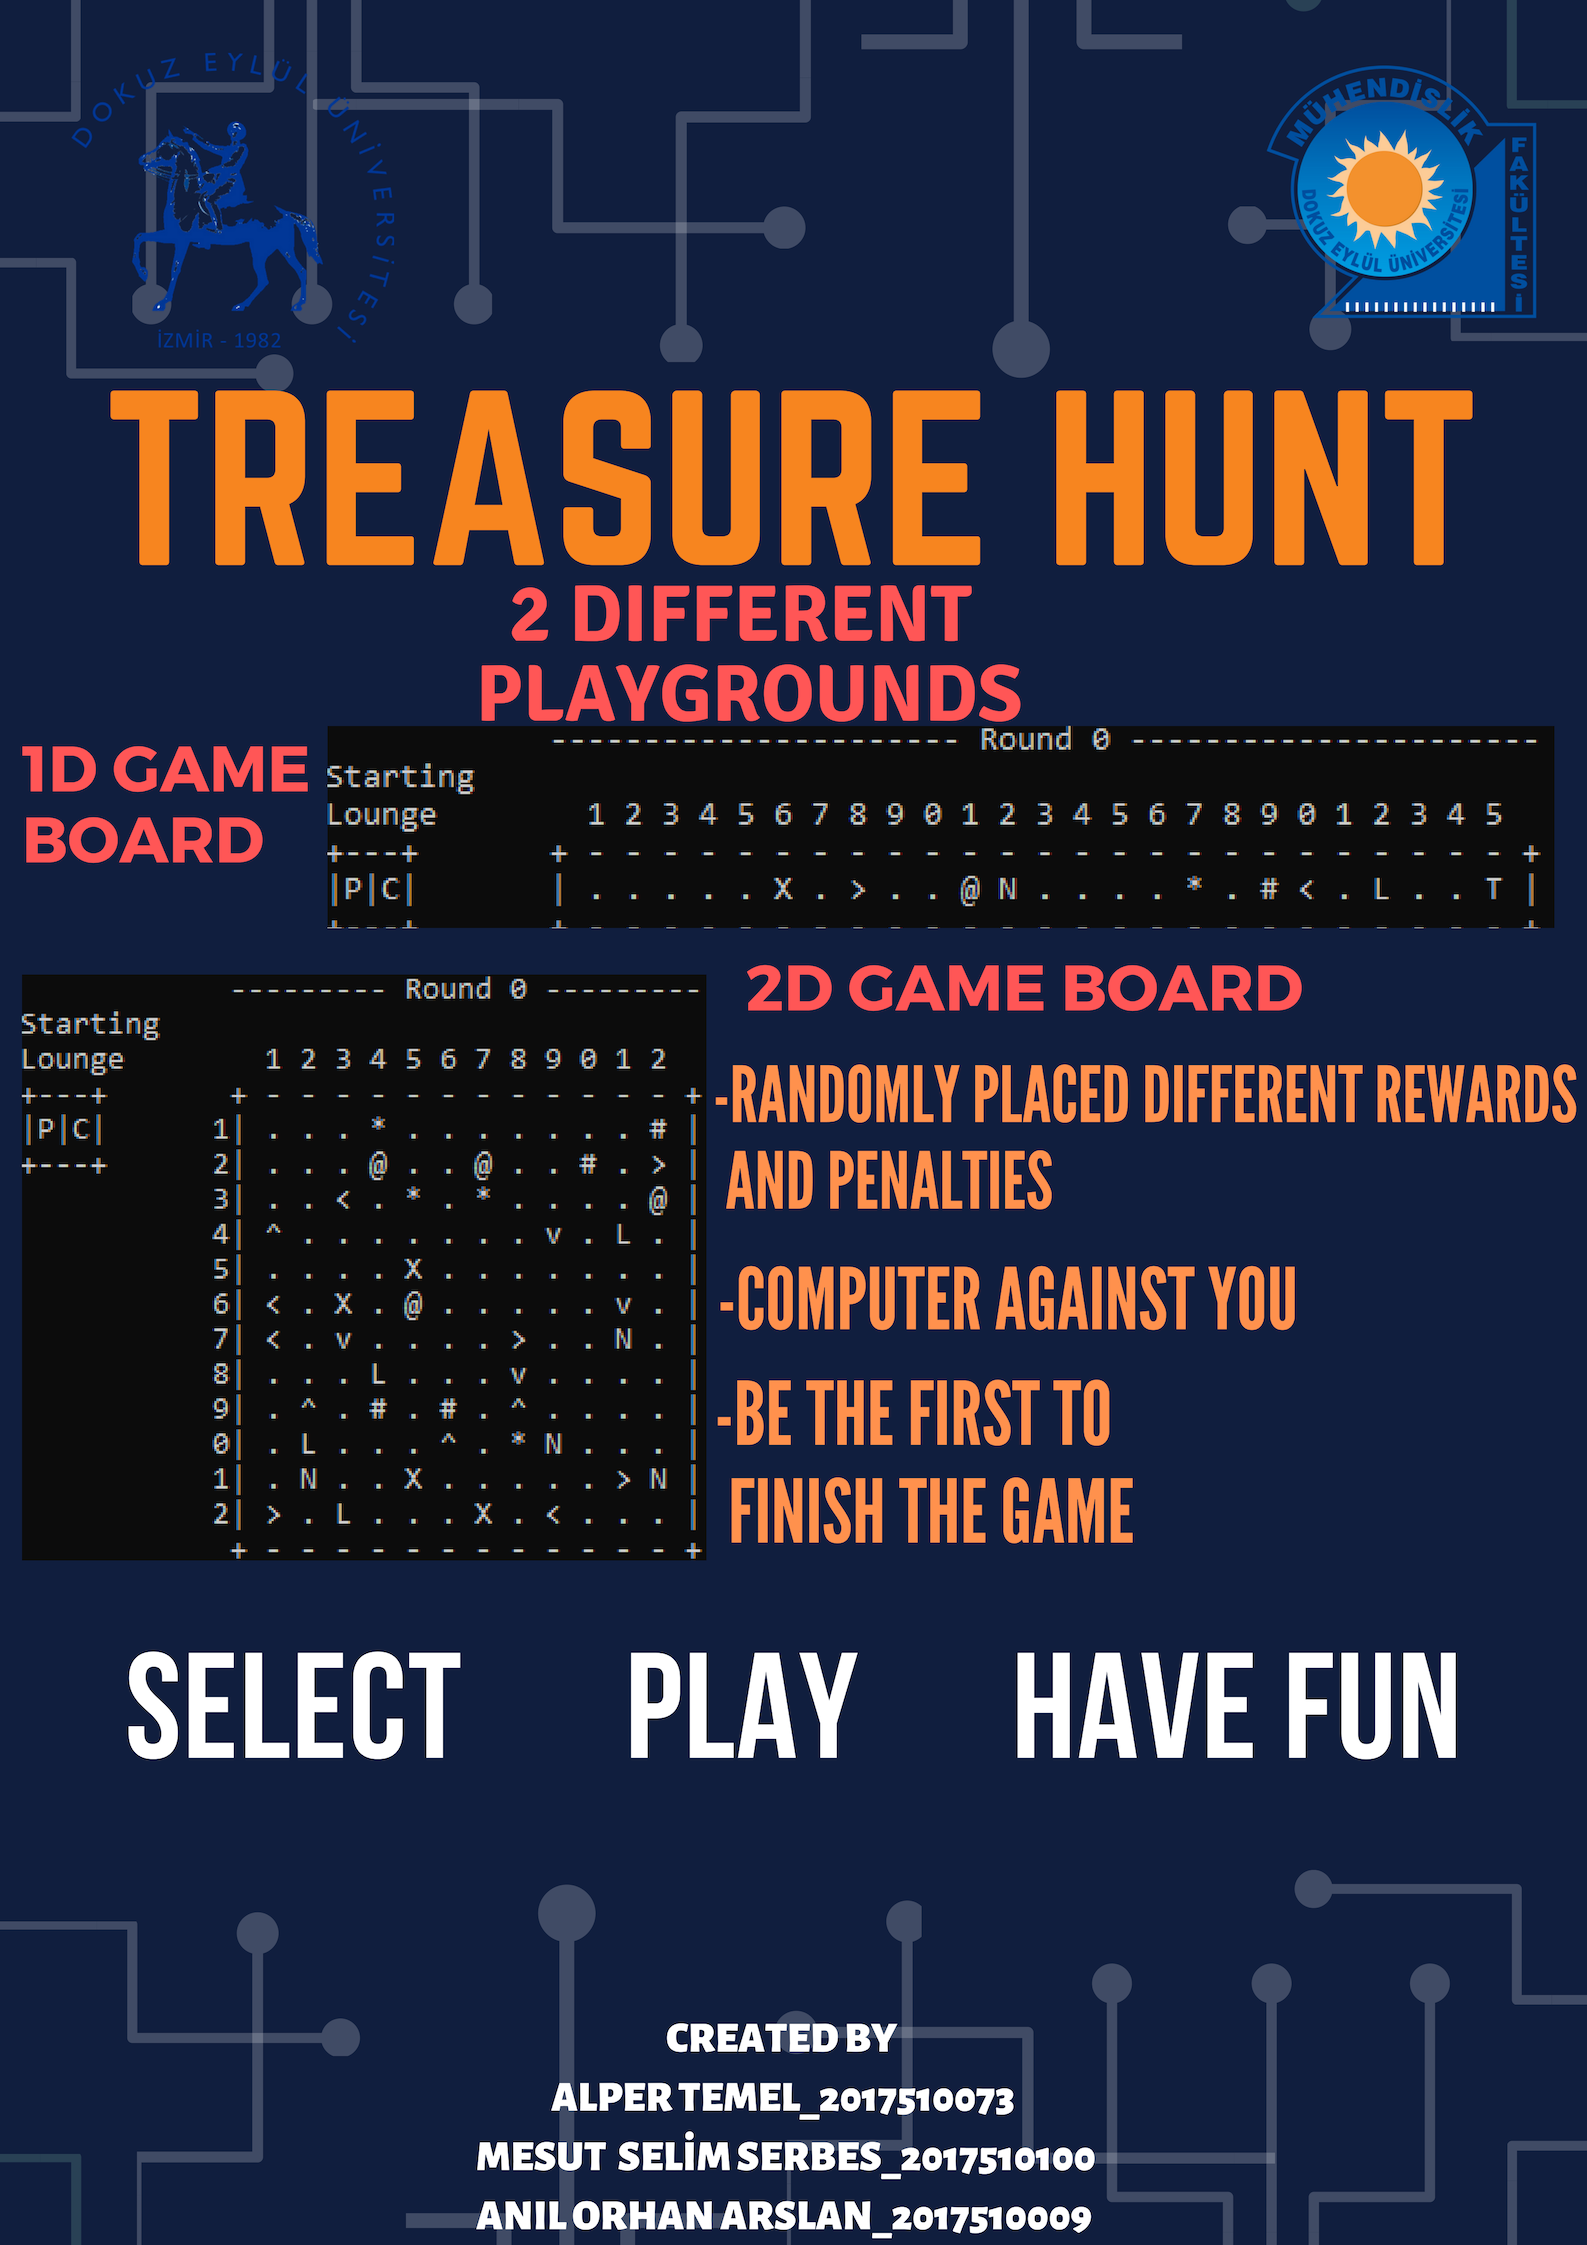 DOKUZ EYLÜL ÜNİVERSİTESİ
İZMİR - 1982
MÜHENDİSLİK
FAKÜLTESİ
DOKUZ EYLÜL ÜNİVERSİTESİ
TREASURE HUNT
2 DIFFERENT
PLAYGROUNDS
1D GAME
BOARD
---------------------- Round 0 ----------------------
Starting
Lounge 1 2 3 4 5 6 7 8 9 0 1 2 3 4 5 6 7 8 9 0 1 2 3 4 5
+---+ + - - - - - - - - - - - - - - - - - - - - - - - - - +
|P|C| | . . . . . X . > . . @ N . . . . * . # < . L . . T |
+---+ + - - - - - - - - - - - - - - - - - - - - - - - - - +
2D GAME BOARD
--------- Round 0 ---------
Starting
Lounge 1 2 3 4 5 6 7 8 9 0 1 2
+---+ + - - - - - - - - - - - - +
|P|C| 1| . . . * . . . . . . . # |
+---+ 2| . . . @ . . @ . . # . > |
3| . . < . * . * . . . . @ |
4| ^ . . . . . . . v . L . |
5| . . . . X . . . . . . . |
6| < . X . @ . . . . . v . |
7| < . v . . . . > . . N . |
8| . . . L . . . v . . . . |
9| . ^ . # . # . ^ . . . . |
0| . L . . . ^ . * N . . . |
1| . N . . X . . . . . > N |
2| > . L . . . X . < . . . |
+ - - - - - - - - - - - - +
-RANDOMLY PLACED DIFFERENT REWARDS
AND PENALTIES
-COMPUTER AGAINST YOU
-BE THE FIRST TO
FINISH THE GAME
SELECT PLAY HAVE FUN
CREATED BY
ALPER TEMEL_2017510073
MESUT SELİM SERBES_2017510100
ANIL ORHAN ARSLAN_2017510009